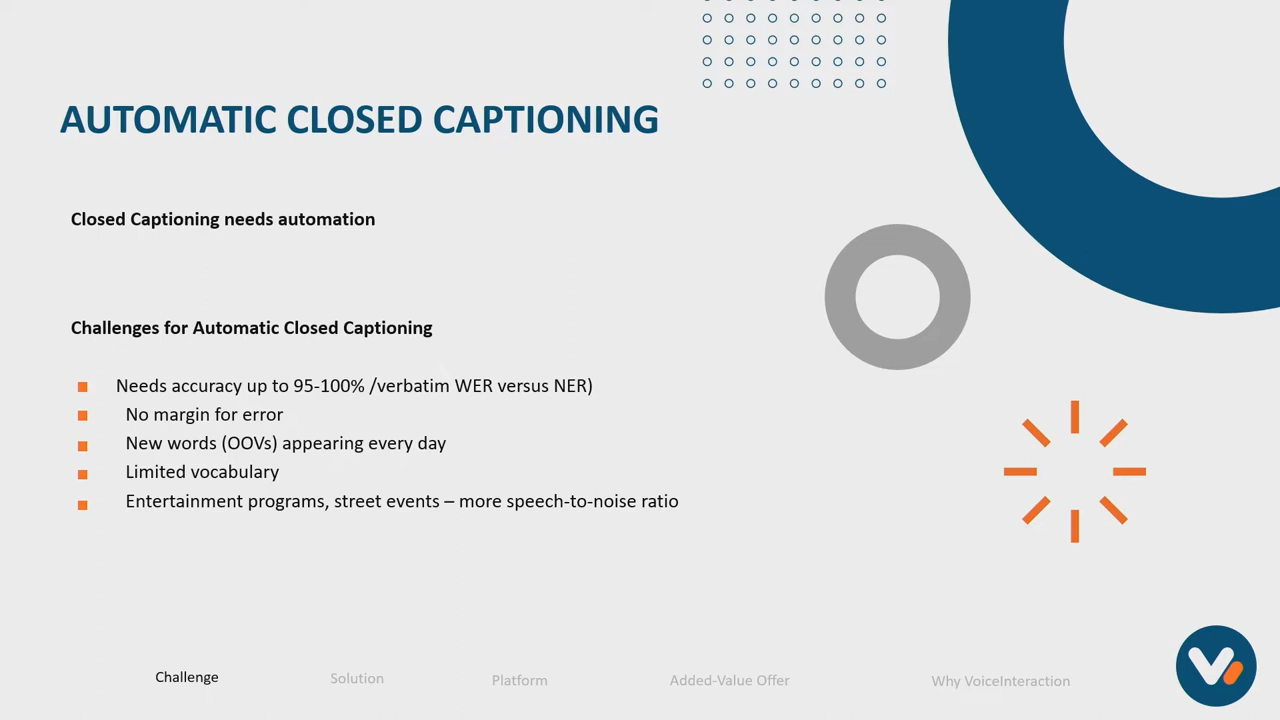 AUTOMATIC CLOSED CAPTIONING
Closed Captioning needs automation
Challenges for Automatic Closed Captioning
Needs accuracy up to 95-100% /verbatim WER versus NER)
No margin for error
New words (OOVs) appearing every day
Limited vocabulary
Entertainment programs, street events – more speech-to-noise ratio
Challenge
Solution
Platform
Added-Value Offer
Why VoiceInteraction